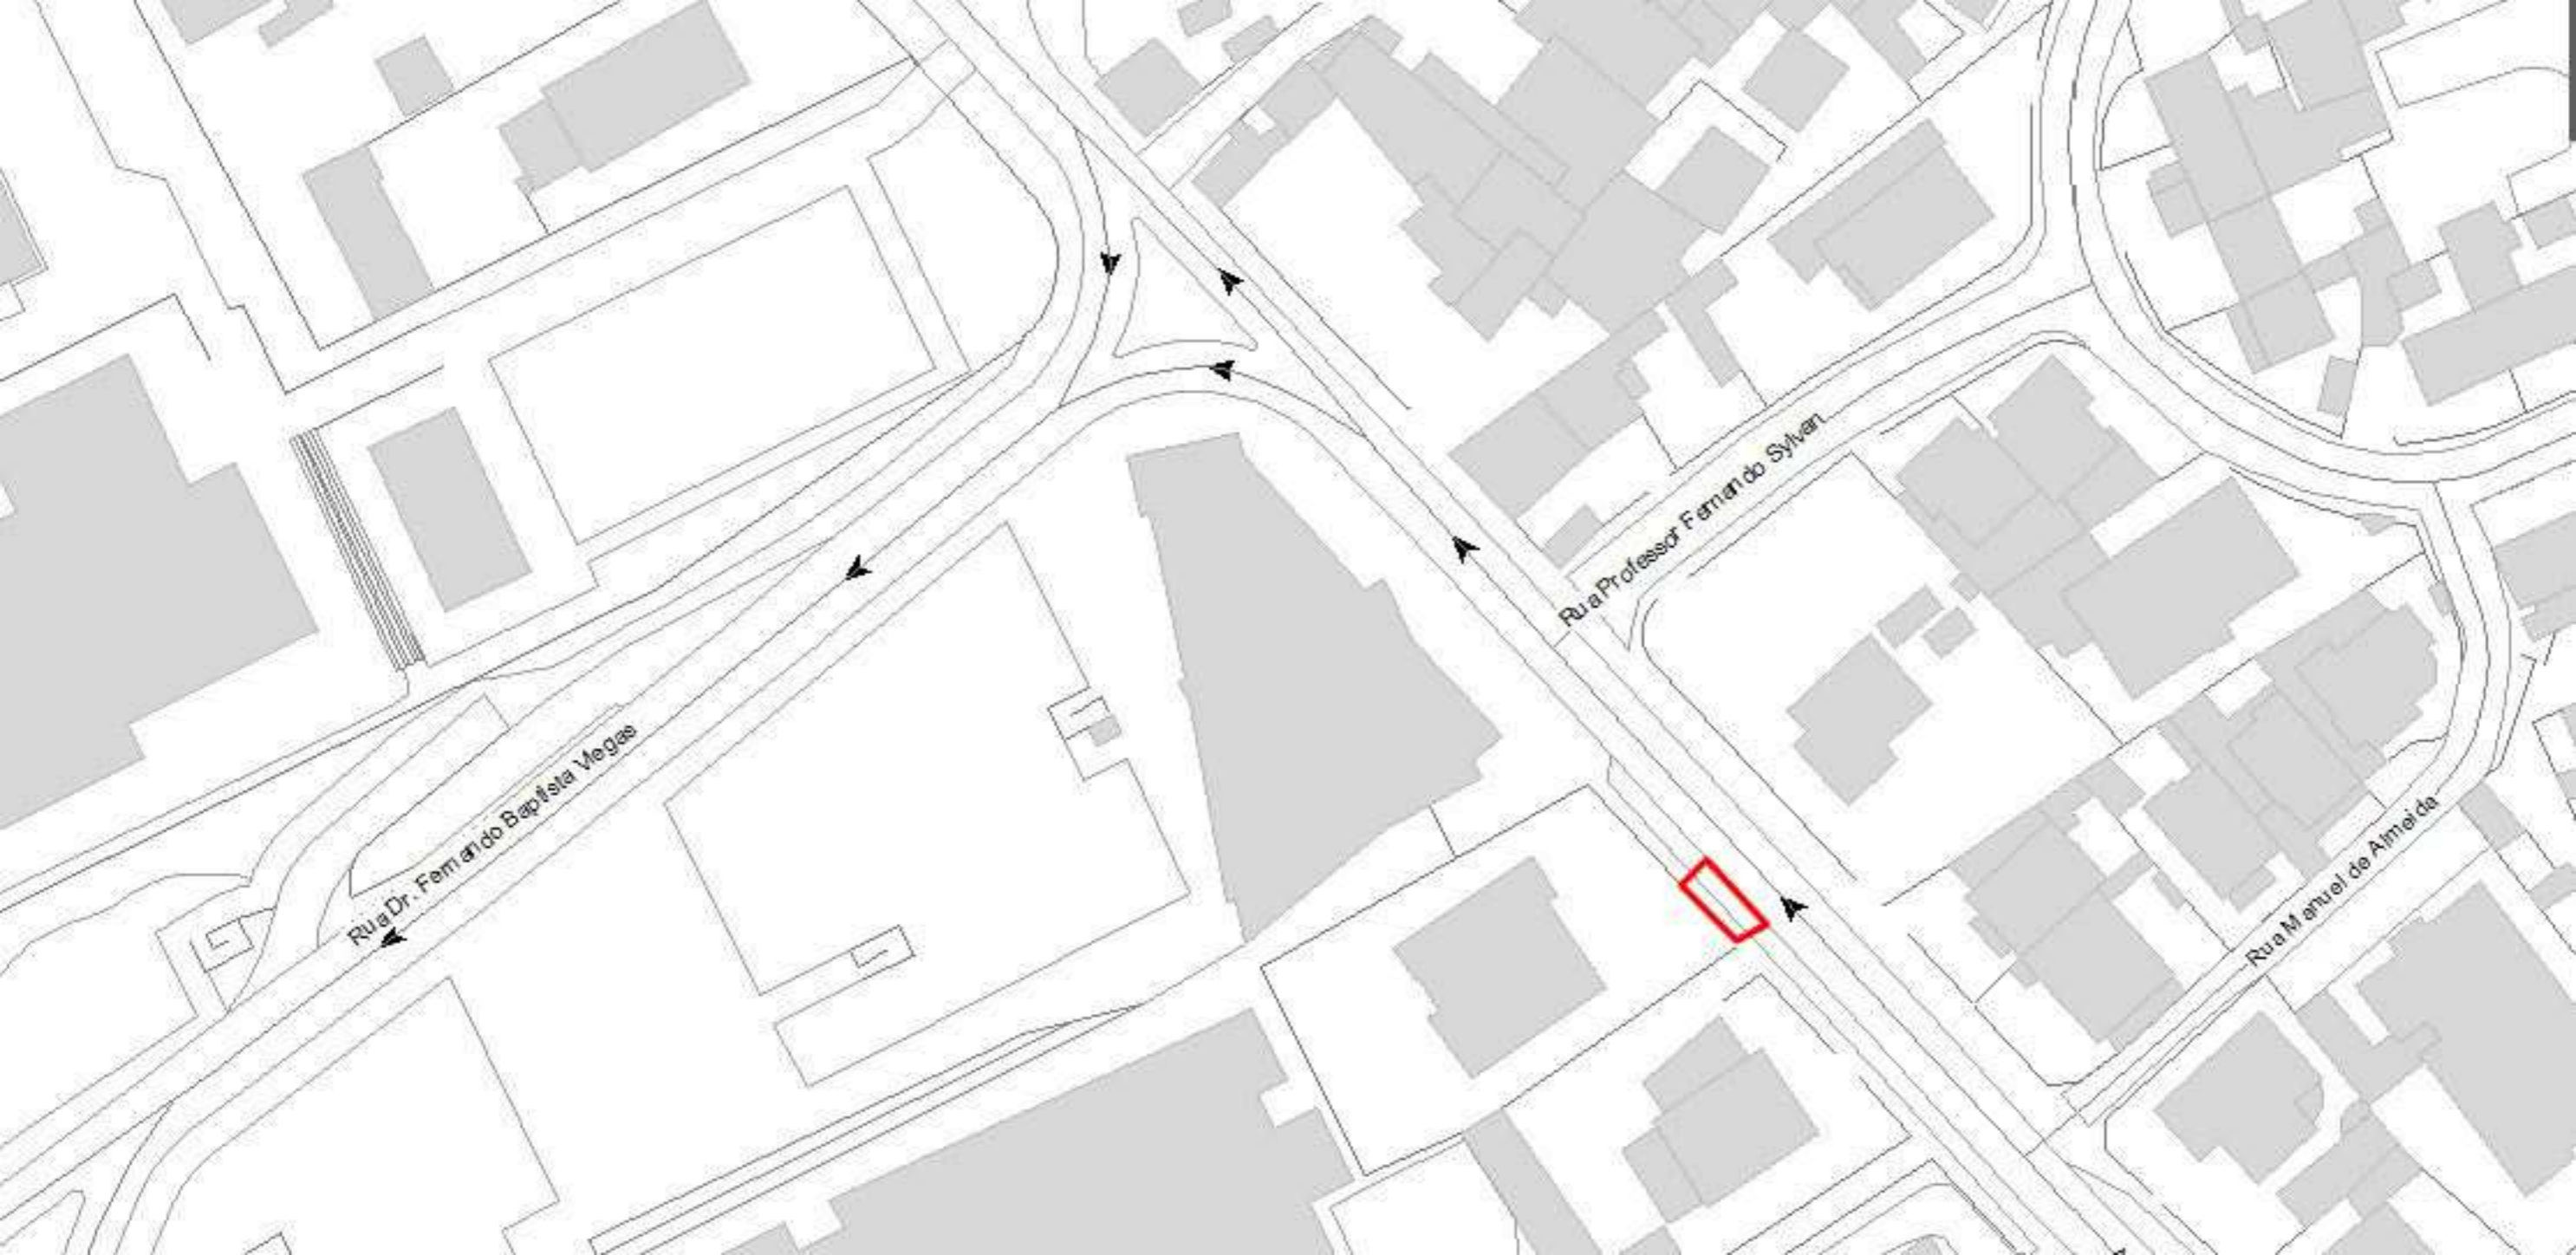 Rua Professor Fernando Sylvan
Rua Dr. Fernando Baptista Viegas
Rua Manuel de Almeida